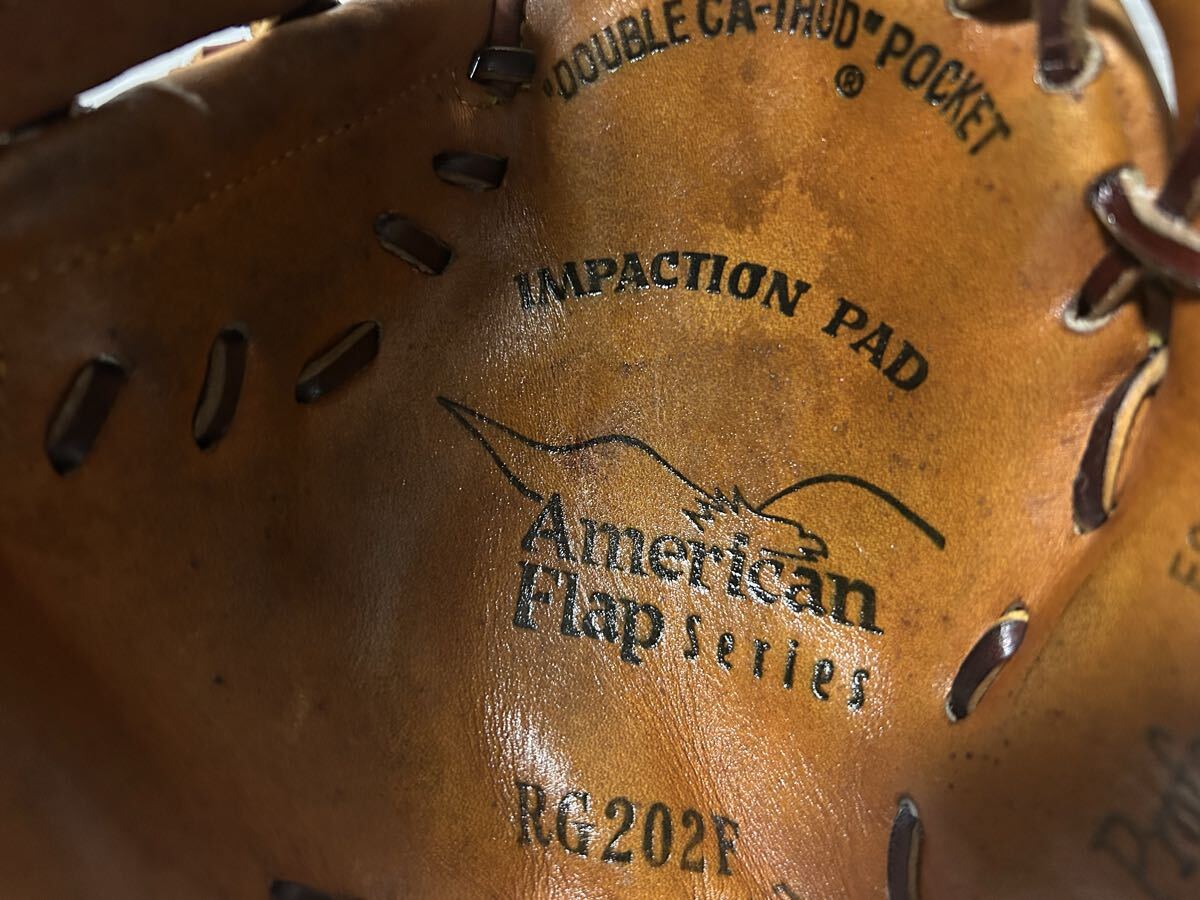 "DOUBLE CA-THUD" POCKET
®
IMPACTION PAD
American
Flap Series
RG202F